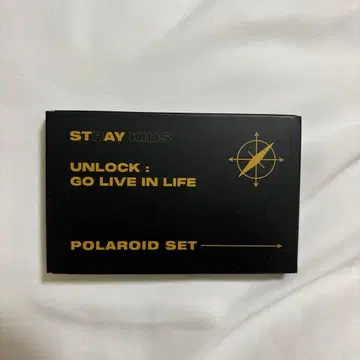 STRAY KIDS
UNLOCK :
GO LIVE IN LIFE
POLAROID SET